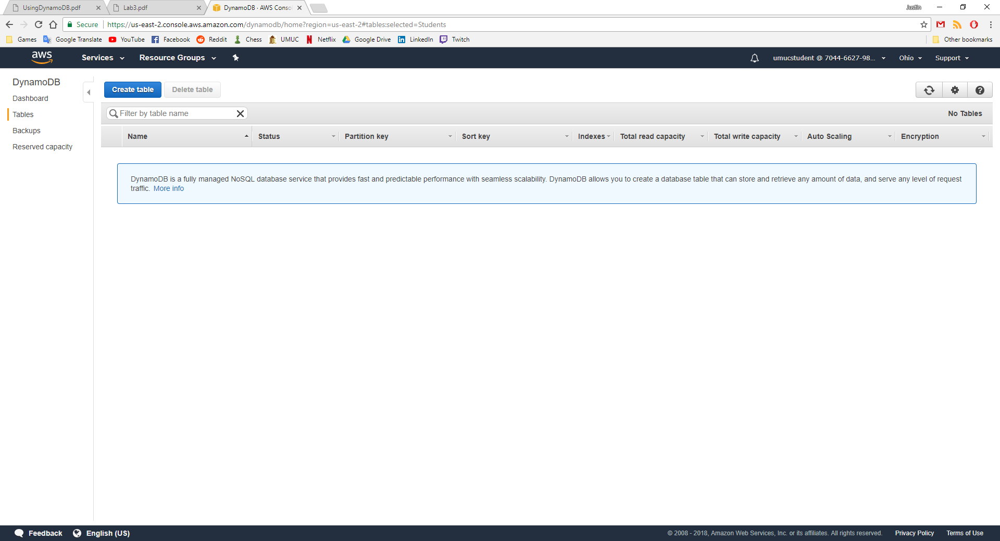 UsingDynamoDB.pdf Lab3.pdf DynamoDB · AWS Conso Justin
Secure https://us-east-2.console.aws.amazon.com/dynamodb/home?region=us-east-2#tables:selected=Students
Games Google Translate YouTube Facebook Reddit Chess UMUC Netflix Google Drive LinkedIn Twitch Other bookmarks
aws Services Resource Groups umucstudent @ 7044-6627-98... Ohio Support
DynamoDB
Dashboard
Tables
Backups
Reserved capacity
Create table Delete table
Filter by table name No Tables
Name Status Partition key Sort key Indexes Total read capacity Total write capacity Auto Scaling Encryption
DynamoDB is a fully managed NoSQL database service that provides fast and predictable performance with seamless scalability. DynamoDB allows you to create a database table that can store and retrieve any amount of data, and serve any level of request
traffic. More info
Feedback English (US) © 2008 - 2018, Amazon Web Services, Inc. or its affiliates. All rights reserved. Privacy Policy Terms of Use